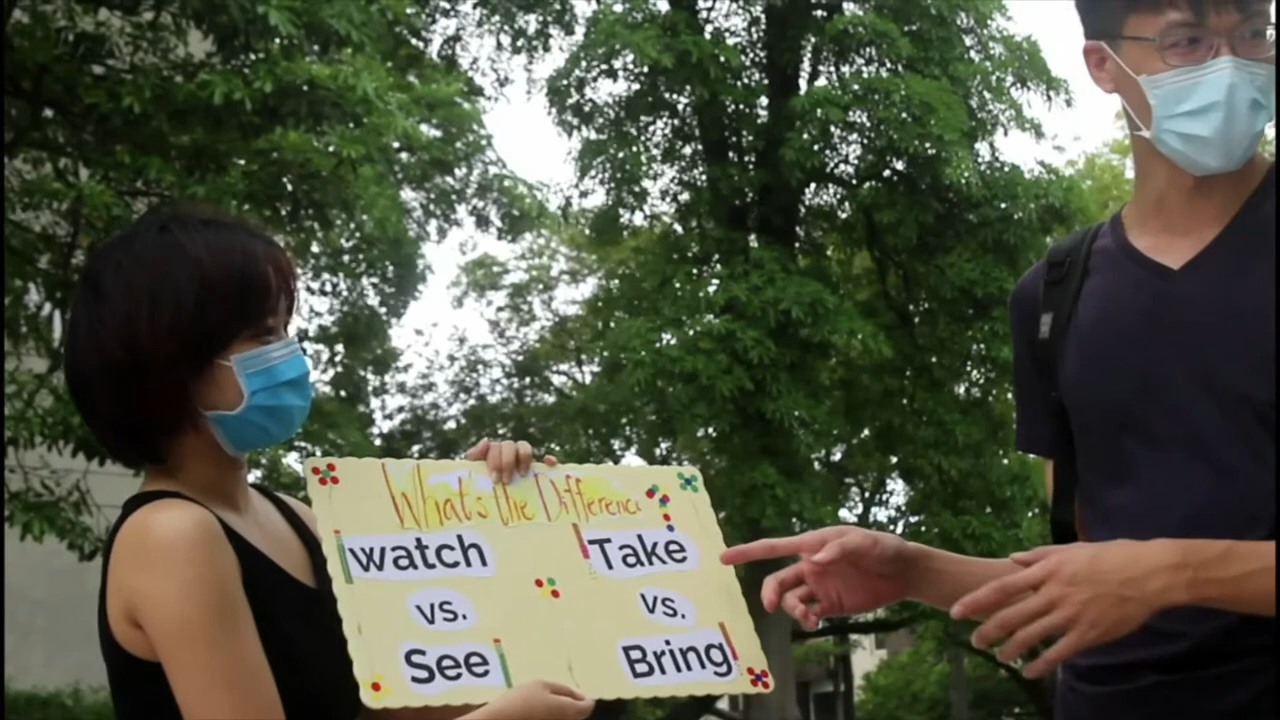 What's the Difference
watch
vs.
See
Take
vs.
Bring